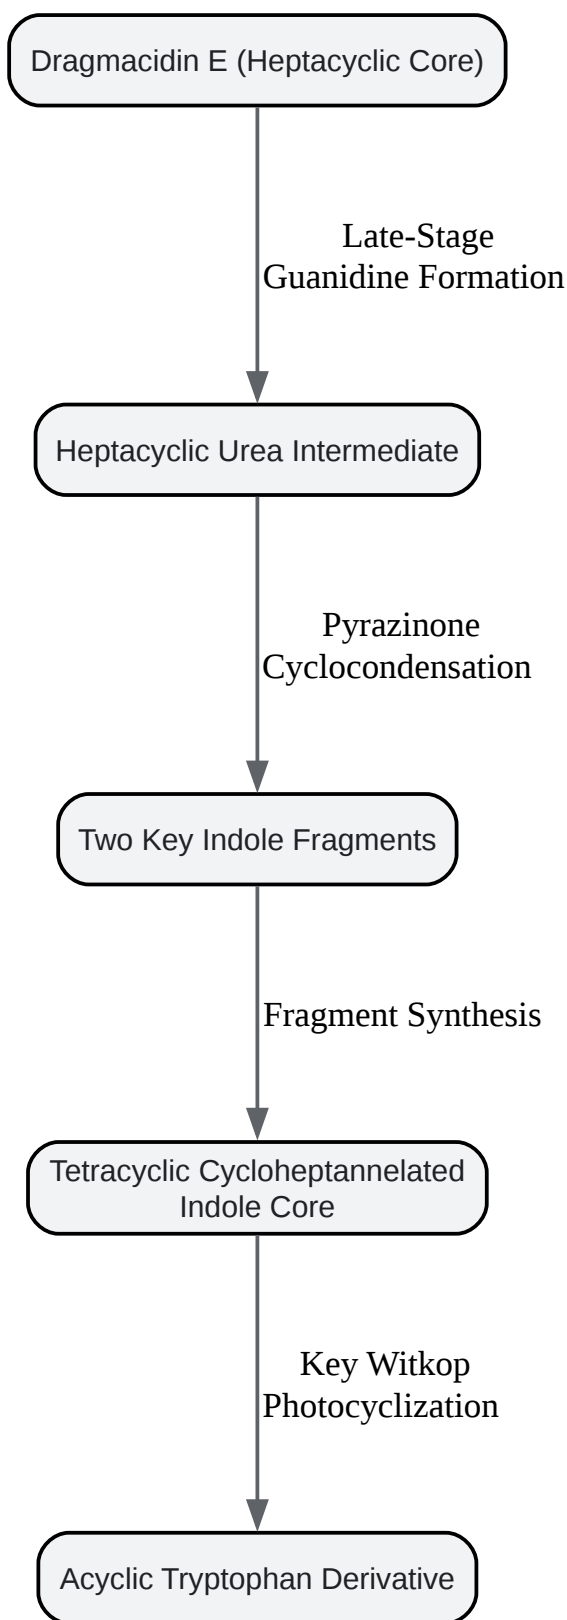 Dragmacidin E (Heptacyclic Core)
Late-Stage
Guanidine Formation
Heptacyclic Urea Intermediate
Pyrazinone
Cyclocondensation
Two Key Indole Fragments
Fragment Synthesis
Tetracyclic Cycloheptannelated
Indole Core
Key Witkop
Photocyclization
Acyclic Tryptophan Derivative